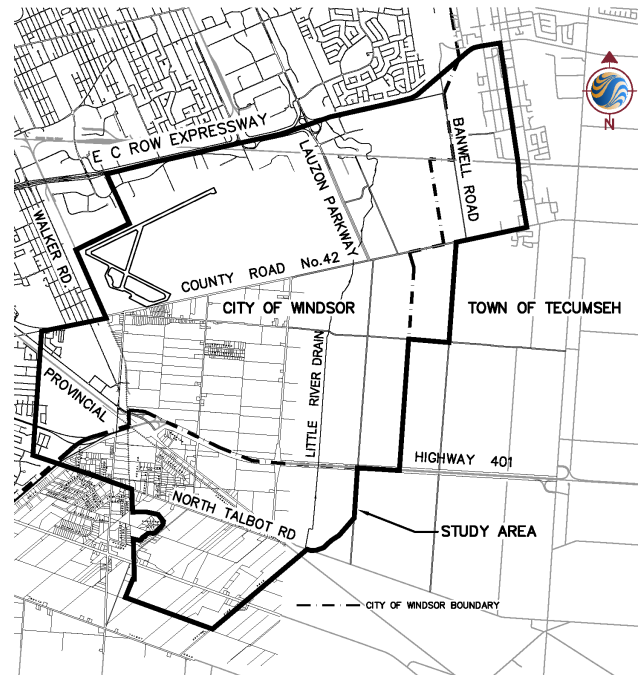 E C ROW EXPRESSWAY
BANWELL ROAD
LAUZON PARKWAY
N
WALKER RD.
COUNTY ROAD No.42
CITY OF WINDSOR
TOWN OF TECUMSEH
LITTLE RIVER DRAIN
PROVINCIAL
HIGHWAY 401
NORTH TALBOT RD
STUDY AREA
CITY OF WINDSOR BOUNDARY